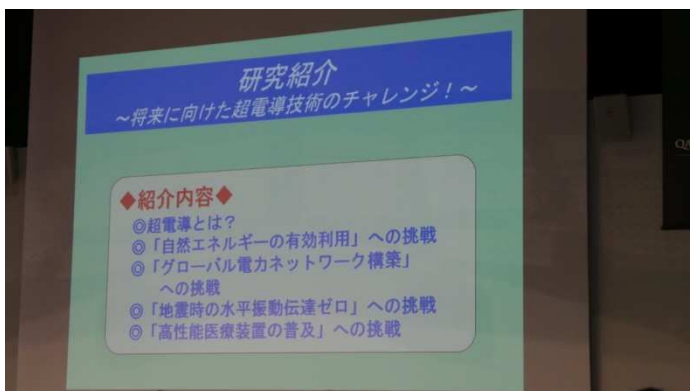 研究紹介
~将来に向けた超電導技術のチャレンジ!~
◆紹介内容◆
◎超電導とは?
◎「自然エネルギーの有効利用」への挑戦
◎「グローバル電力ネットワーク構築」
への挑戦
◎「地震時の水平振動伝達ゼロ」への挑戦
◎「高性能医療装置の普及」への挑戦